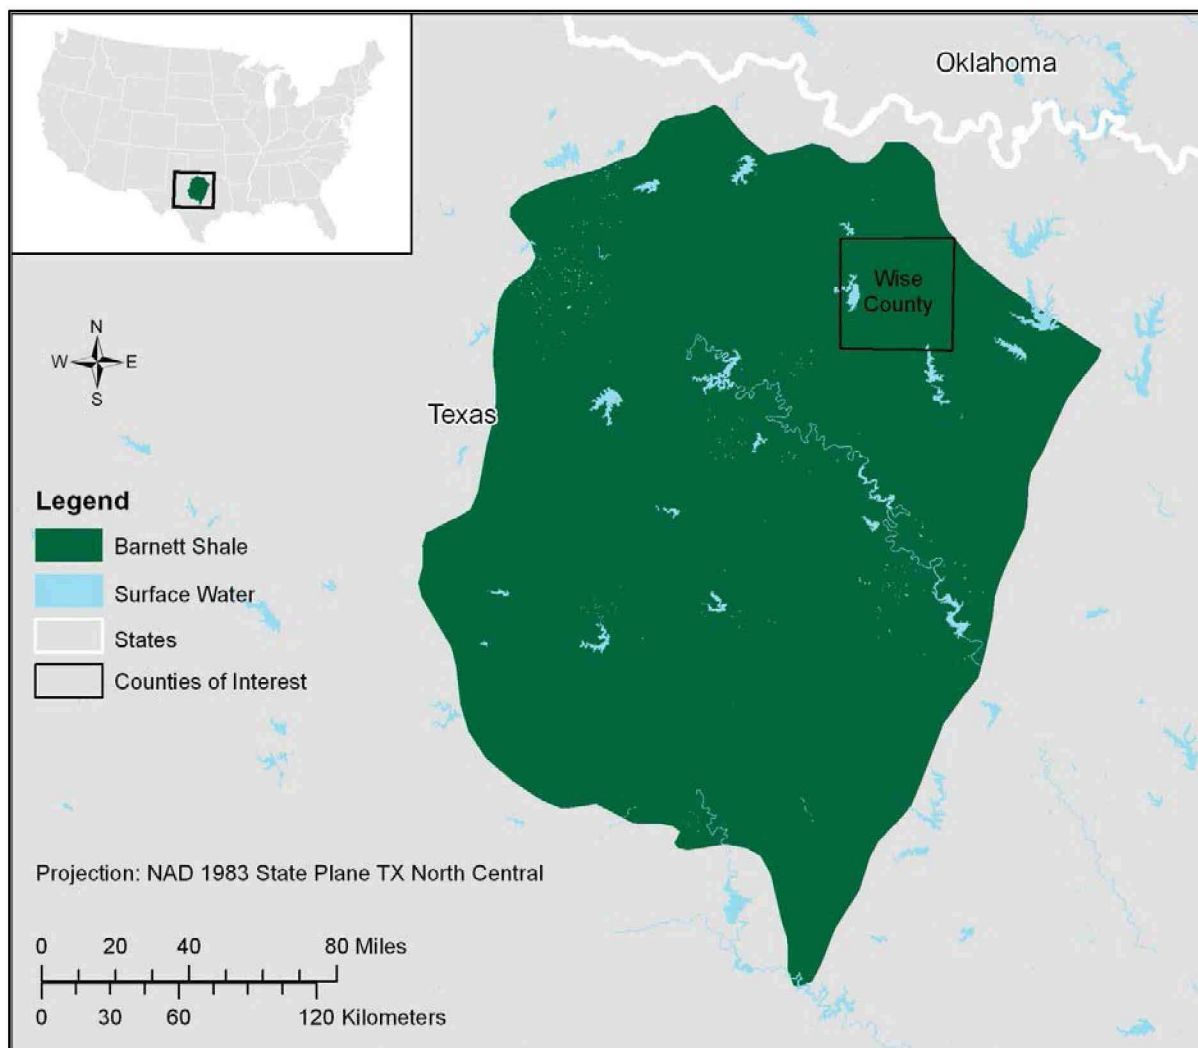 Oklahoma
Wise
County
N
W E
S
Texas
Legend
Barnett Shale
Surface Water
States
Counties of Interest
Projection: NAD 1983 State Plane TX North Central
0 20 40 80 Miles
0 30 60 120 Kilometers